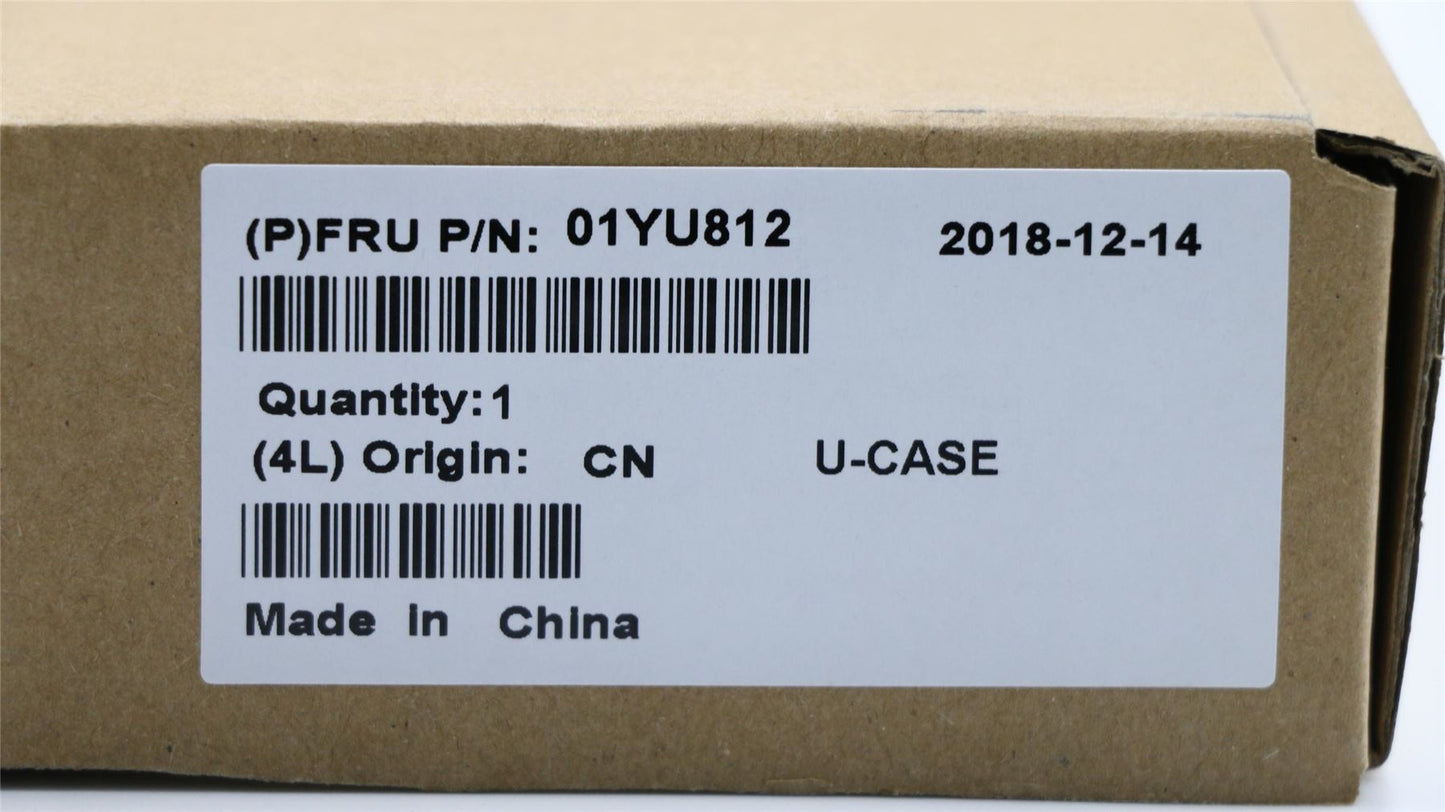 (P)FRU P/N: 01YU812 2018-12-14
Quantity:1
(4L) Origin: CN U-CASE
Made in China